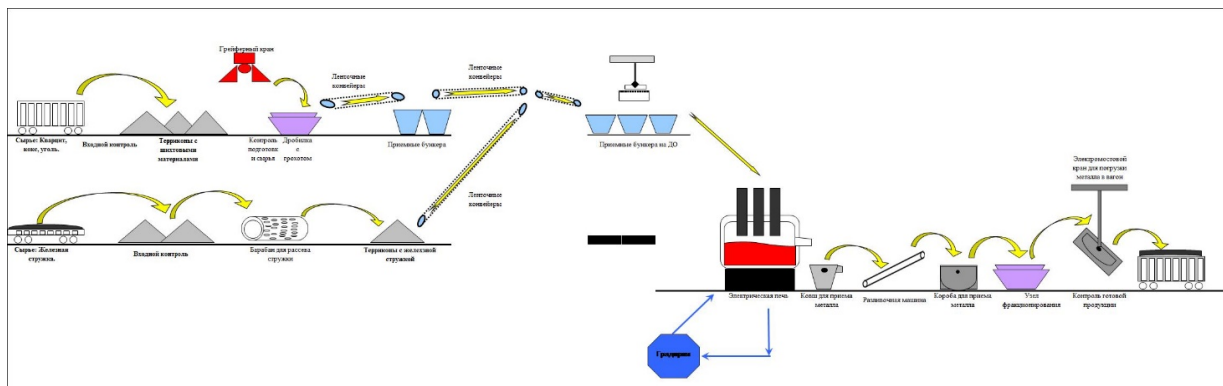 Грейферный кран
Ленточные
конвейеры
Ленточные
конвейеры
Сырье: Кварцит,
кокс, уголь.
Входной контроль
Терриконы с
шихтовыми
материалами
Контроль
подготовк
и сырья
Дробилка
с
грохотом
Приемные бункера
Приемные бункера на ДО
Ленточные
конвейеры
Сырье: Железная
стружка.
Входной контроль
Барабан для рассева
стружки
Терриконы с железной
стружкой
Электромостовой
кран для погрузки
металла в вагон
Электрическая печь
Ковш для приема
металла
Разливочная машина
Короба для приема
металла
Узел
фракционирования
Контроль готовой
продукции
Градирня